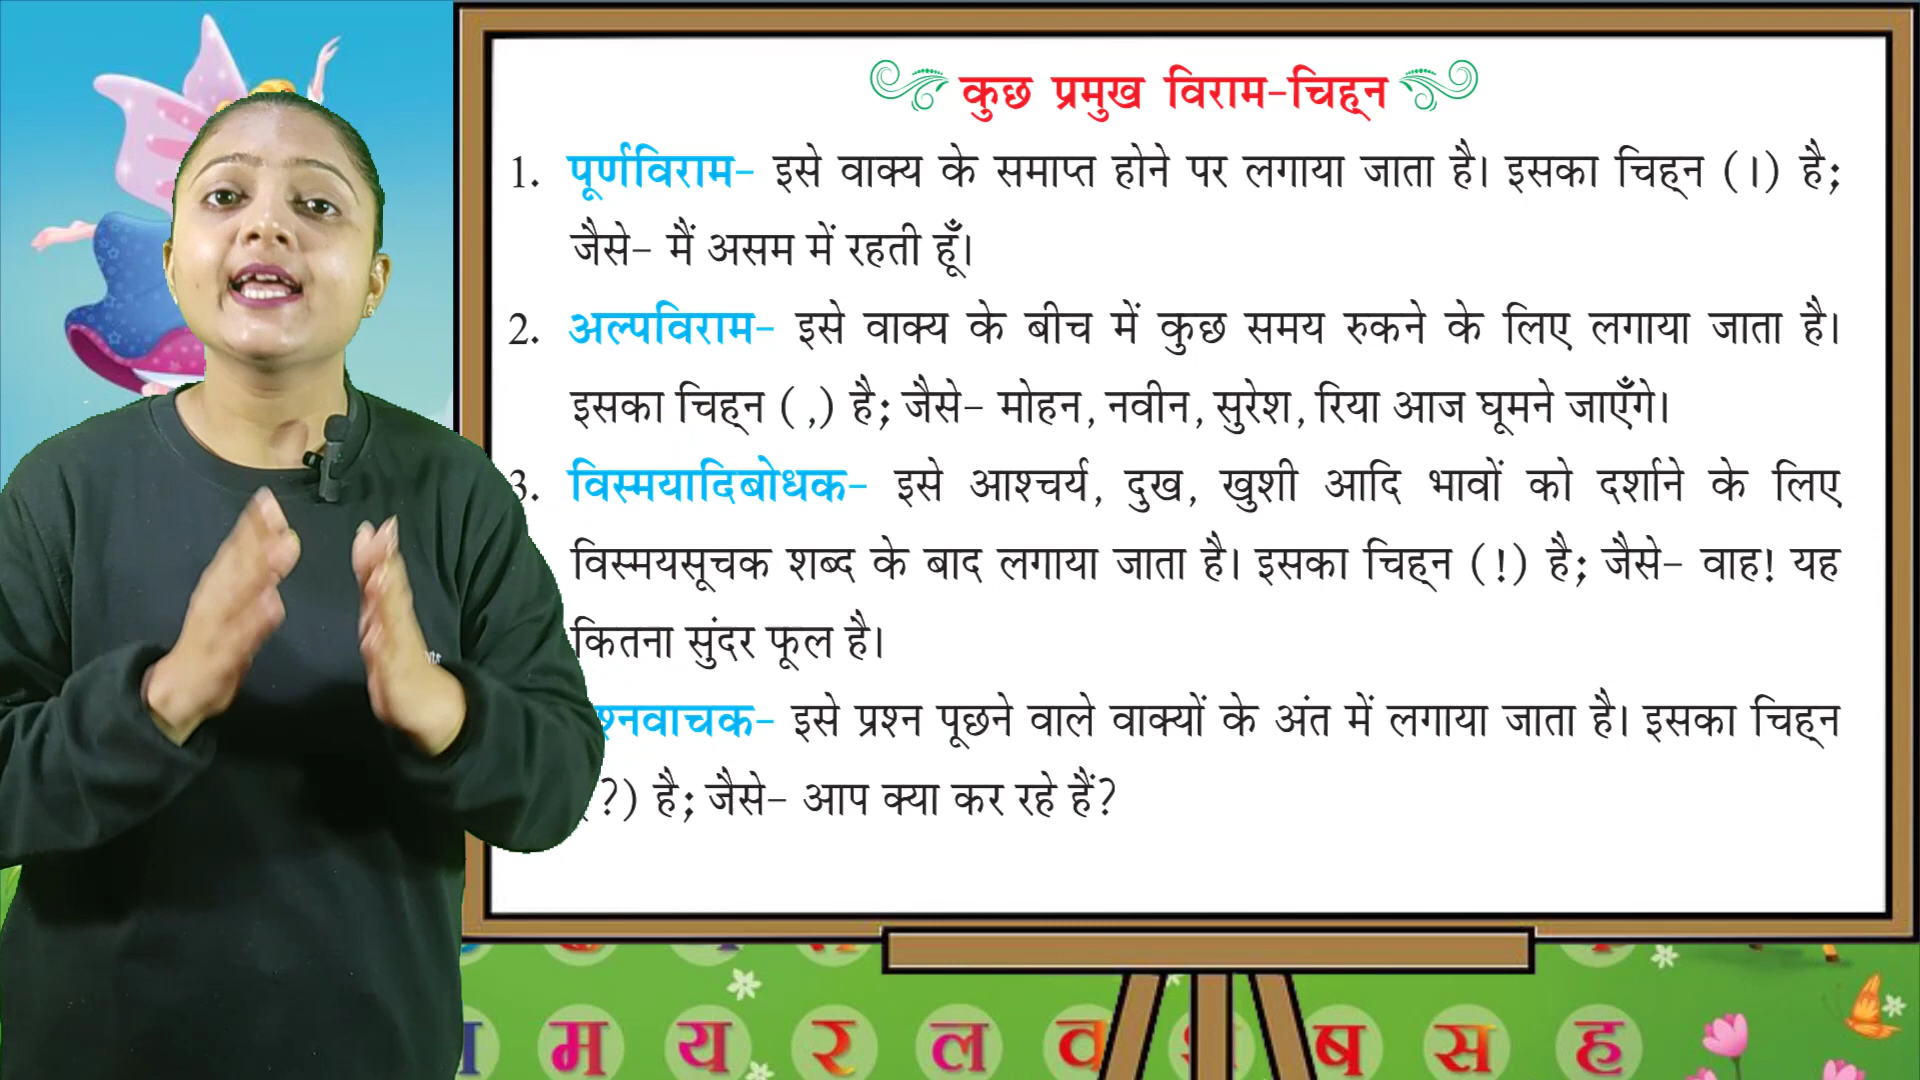 कुछ प्रमुख विराम-चिह्न
1. पूर्णविराम- इसे वाक्य के समाप्त होने पर लगाया जाता है। इसका चिह्न (।) है;
जैसे- मैं असम में रहती हूँ।
2. अल्पविराम- इसे वाक्य के बीच में कुछ समय रुकने के लिए लगाया जाता है।
इसका चिह्न (,) है; जैसे- मोहन, नवीन, सुरेश, रिया आज घूमने जाएँगे।
3. विस्मयादिबोधक- इसे आश्चर्य, दुख, खुशी आदि भावों को दर्शाने के लिए
विस्मयसूचक शब्द के बाद लगाया जाता है। इसका चिह्न (!) है; जैसे- वाह! यह
कितना सुंदर फूल है।
श्नवाचक- इसे प्रश्न पूछने वाले वाक्यों के अंत में लगाया जाता है। इसका चिह्न
?) है; जैसे- आप क्या कर रहे हैं?
म य र ल व ष स ह